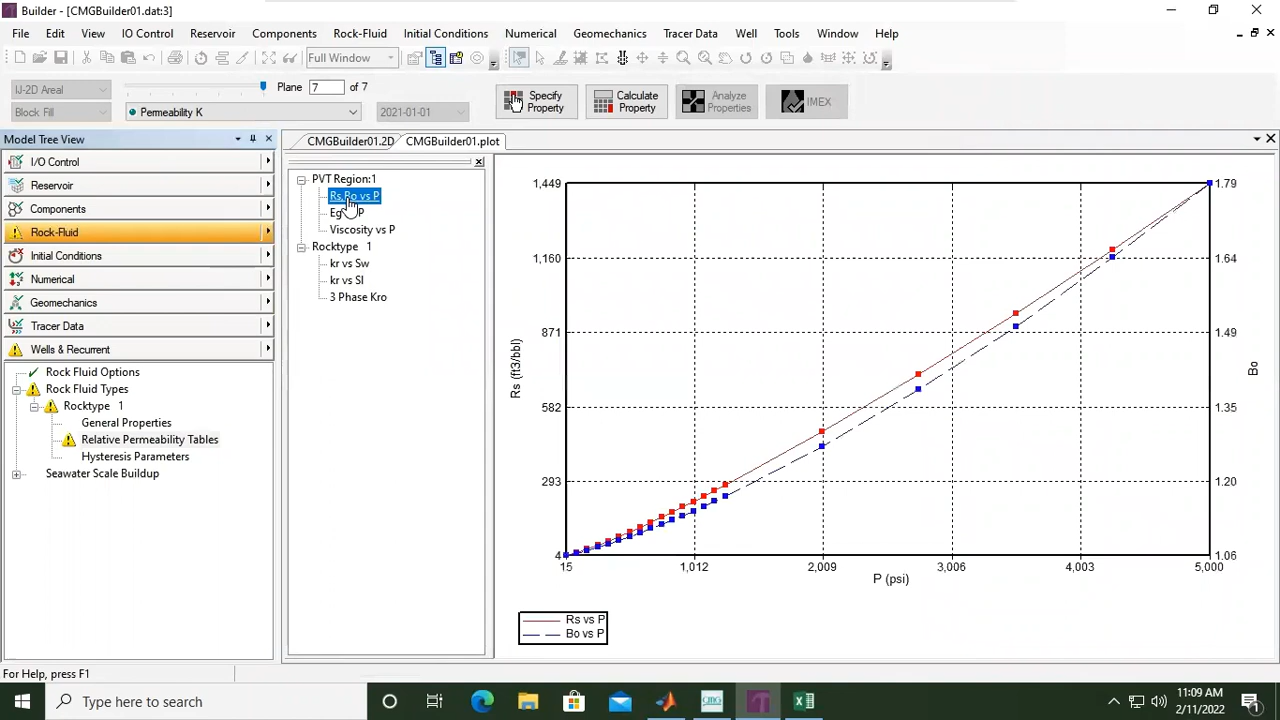 Builder - [CMGBuilder01.dat:3]
File Edit View IO Control Reservoir Components Rock-Fluid Initial Conditions Numerical Geomechanics Tracer Data Well Tools Window Help
Full Window
IJ-2D Areal Plane 7 of 7
Block Fill Permeability K 2021-01-01
Specify Property
Calculate Property
Analyze Properties
IMEX
Model Tree View
CMGBuilder01.2D CMGBuilder01.plot
I/O Control
Reservoir
Components
Rock-Fluid
Initial Conditions
Numerical
Geomechanics
Tracer Data
Wells & Recurrent
Rock Fluid Options
Rock Fluid Types
Rocktype 1
General Properties
Relative Permeability Tables
Hysteresis Parameters
Seawater Scale Buildup
PVT Region:1
Rs Bo vs P
Viscosity vs P
Rocktype 1
kr vs Sw
kr vs Sl
3 Phase Kro
1,449
1,160
871
582
293
4
Rs (ft3/bbl)
1.79
1.64
1.49
1.35
1.20
1.06
Bo
15 1,012 2,009 3,006 4,003 5,000
P (psi)
Rs vs P
Bo vs P
For Help, press F1
Type here to search
cmg
11:09 AM
2/11/2022
1